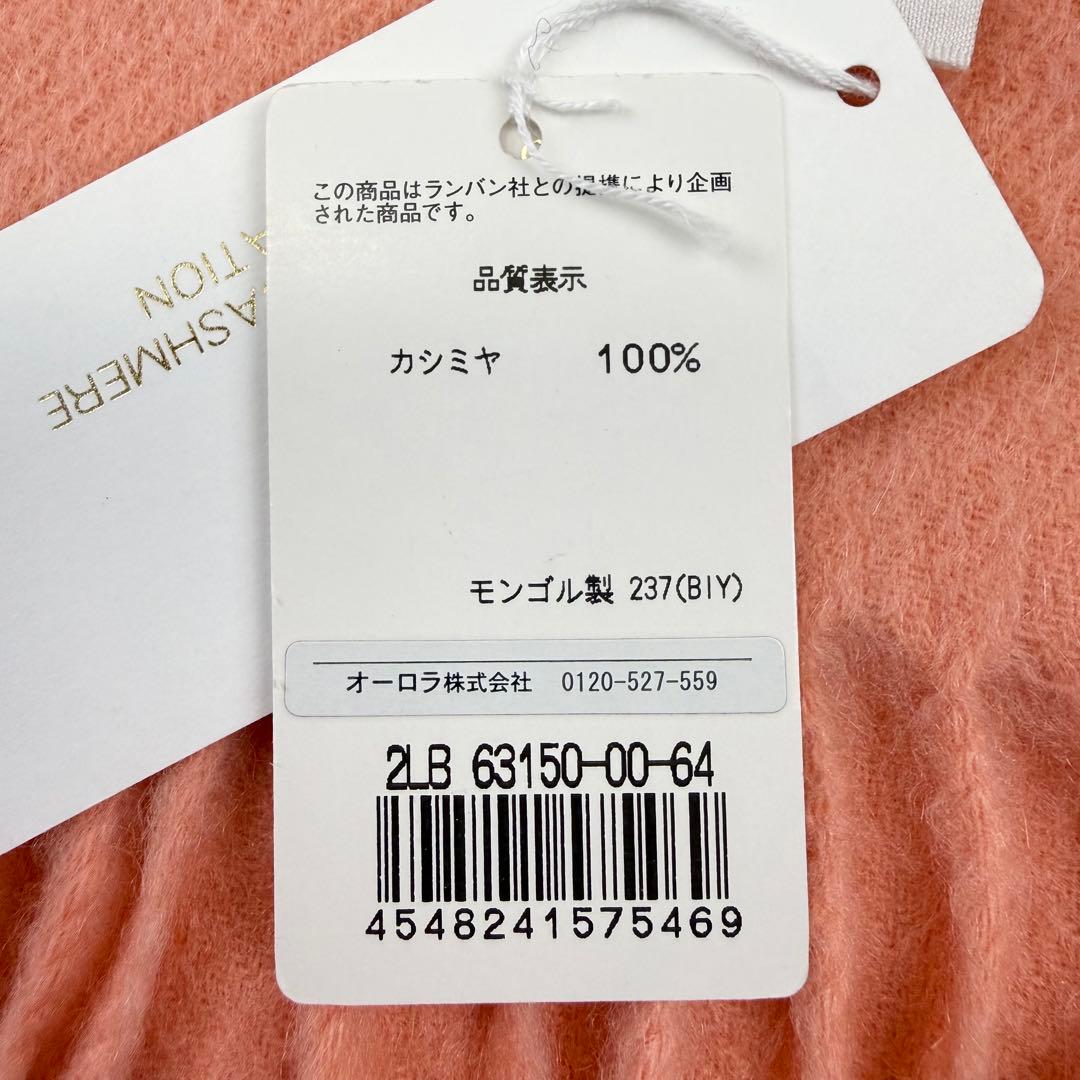 この商品はランバン社との提携により企画
された商品です。
品質表示
カシミヤ 100%
モンゴル製 237(BIY)
オーロラ株式会社 0120-527-559
2LB 63150-00-64
4548241575469